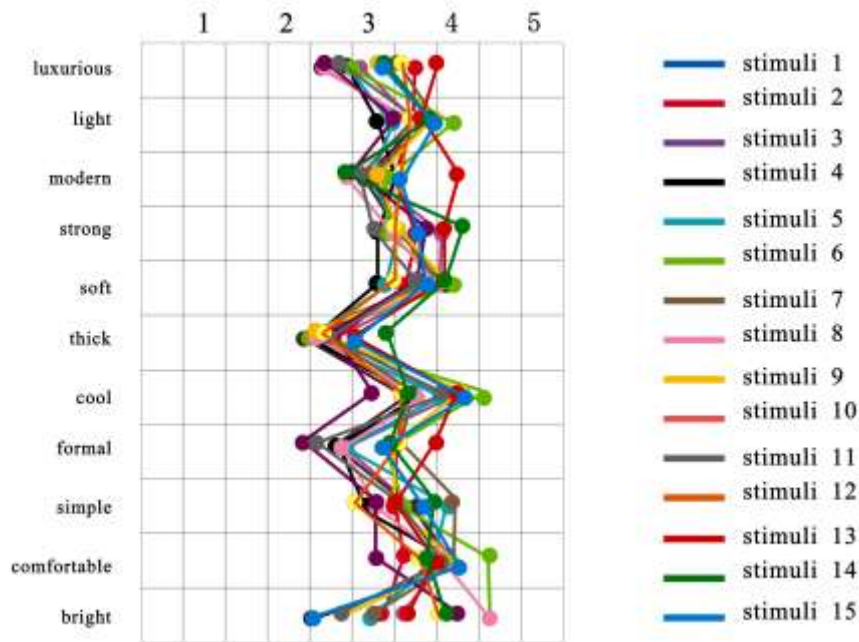 1 2 3 4 5
luxurious
light
modern
strong
soft
thick
cool
formal
simple
comfortable
bright
stimuli 1
stimuli 2
stimuli 3
stimuli 4
stimuli 5
stimuli 6
stimuli 7
stimuli 8
stimuli 9
stimuli 10
stimuli 11
stimuli 12
stimuli 13
stimuli 14
stimuli 15